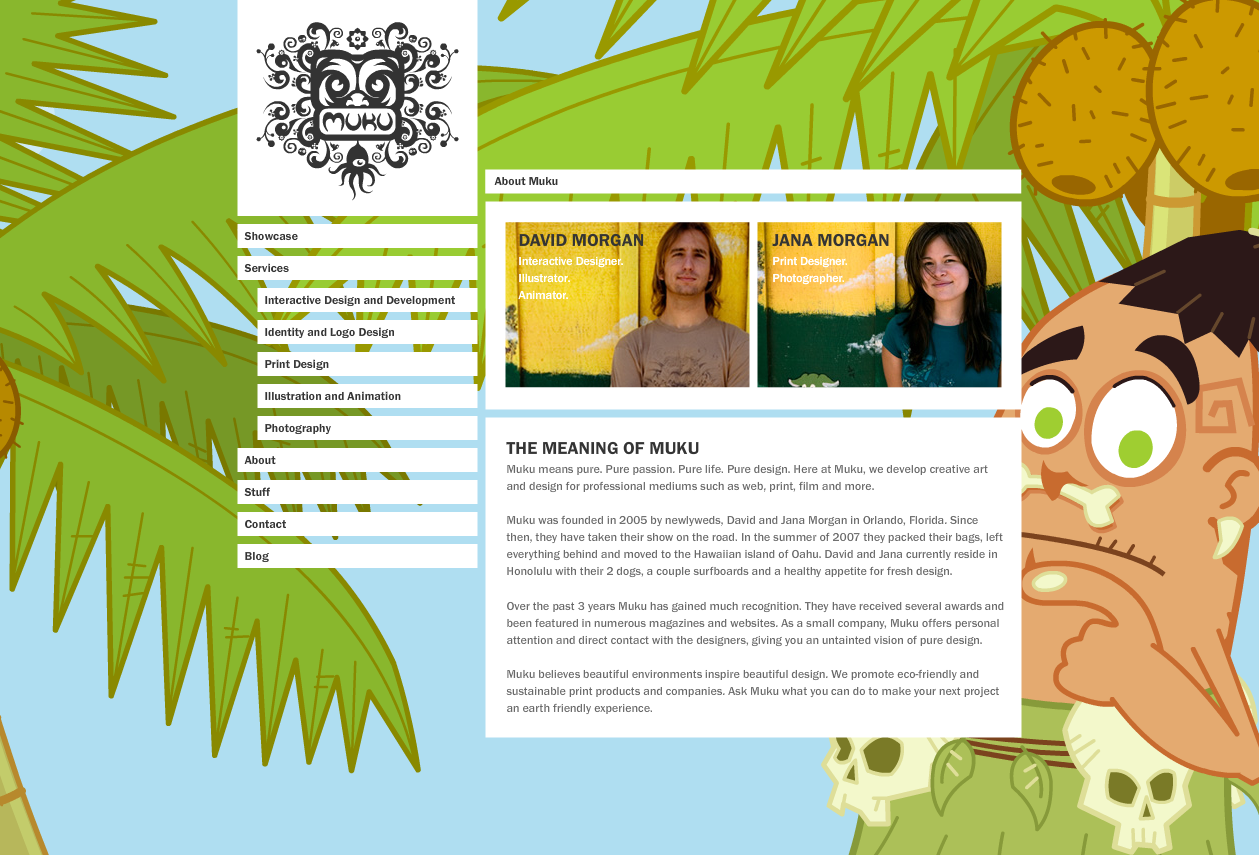 MUKU
Showcase
Services
Interactive Design and Development
Identity and Logo Design
Print Design
Illustration and Animation
Photography
About
Stuff
Contact
Blog
About Muku
DAVID MORGAN
Interactive Designer.
Illustrator.
Animator.
JANA MORGAN
Print Designer.
Photographer.
THE MEANING OF MUKU
Muku means pure. Pure passion. Pure life. Pure design. Here at Muku, we develop creative art
and design for professional mediums such as web, print, film and more.
Muku was founded in 2005 by newlyweds, David and Jana Morgan in Orlando, Florida. Since
then, they have taken their show on the road. In the summer of 2007 they packed their bags, left
everything behind and moved to the Hawaiian island of Oahu. David and Jana currently reside in
Honolulu with their 2 dogs, a couple surfboards and a healthy appetite for fresh design.
Over the past 3 years Muku has gained much recognition. They have received several awards and
been featured in numerous magazines and websites. As a small company, Muku offers personal
attention and direct contact with the designers, giving you an untainted vision of pure design.
Muku believes beautiful environments inspire beautiful design. We promote eco-friendly and
sustainable print products and companies. Ask Muku what you can do to make your next project
an earth friendly experience.